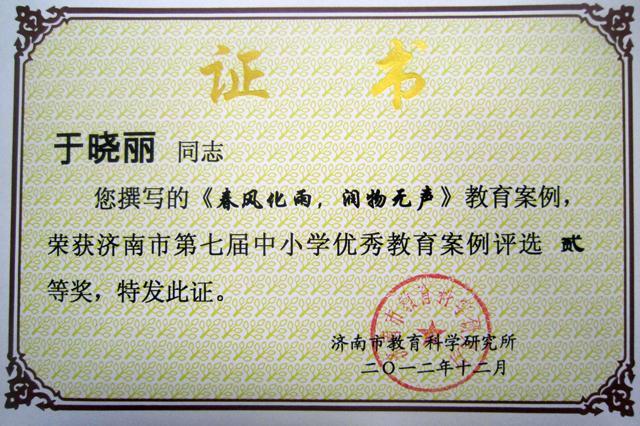 证 书
于晓丽 同志
您撰写的《春风化雨，润物无声》教育案例，
荣获济南市第七届中小学优秀教育案例评选 贰
等奖，特发此证。
济南市教育科学研究所
二〇一二年十二月